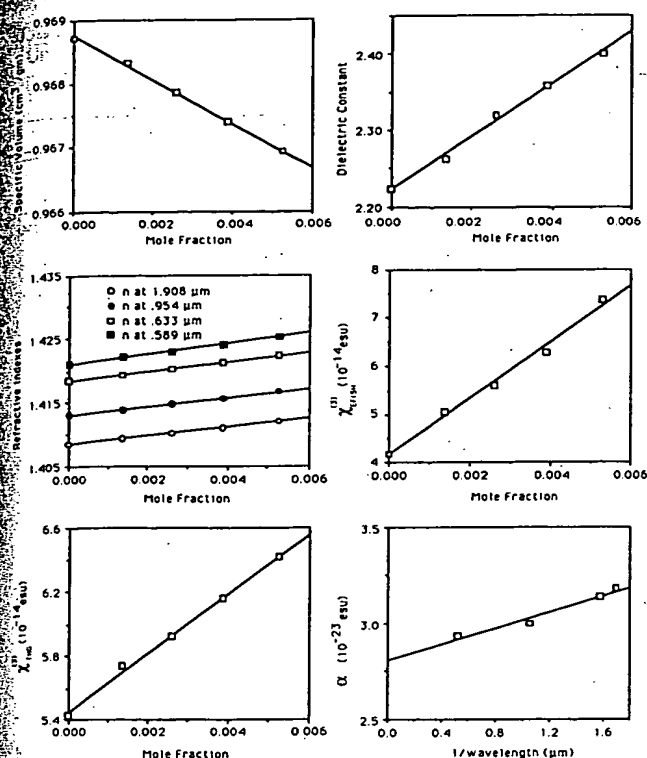 0.969
0.968
0.967
0.966
Specific Volume (cm³/gm)
0.000 0.002 0.004 0.006
Mole Fraction
2.40
2.30
2.20
Dielectric Constant
0.000 0.002 0.004 0.006
Mole Fraction
1.435
1.425
1.415
1.405
Refractive Indexes
n at 1.908 μm
n at .954 μm
n at .633 μm
n at .589 μm
0.000 0.002 0.004 0.006
Mole Fraction
8
7
6
5
4
χ⁽³⁾EFISH (10⁻¹⁴ esu)
0.000 0.002 0.004 0.006
Mole Fraction
6.6
6.2
5.8
5.4
χ⁽³⁾THG (10⁻¹⁴ esu)
0.000 0.002 0.004 0.006
Mole Fraction
3.5
3.0
2.5
α (10⁻²³ esu)
0.0 0.4 0.8 1.2 1.6
1/wavelength (μm)